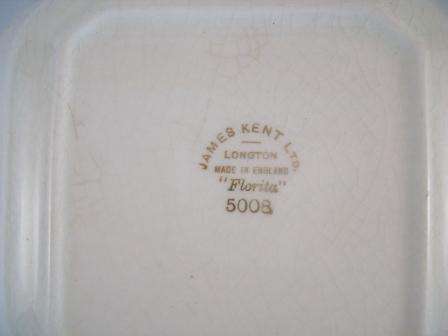 JAMES KENT LTD.
LONGTON
MADE IN ENGLAND
"Florita"
5008